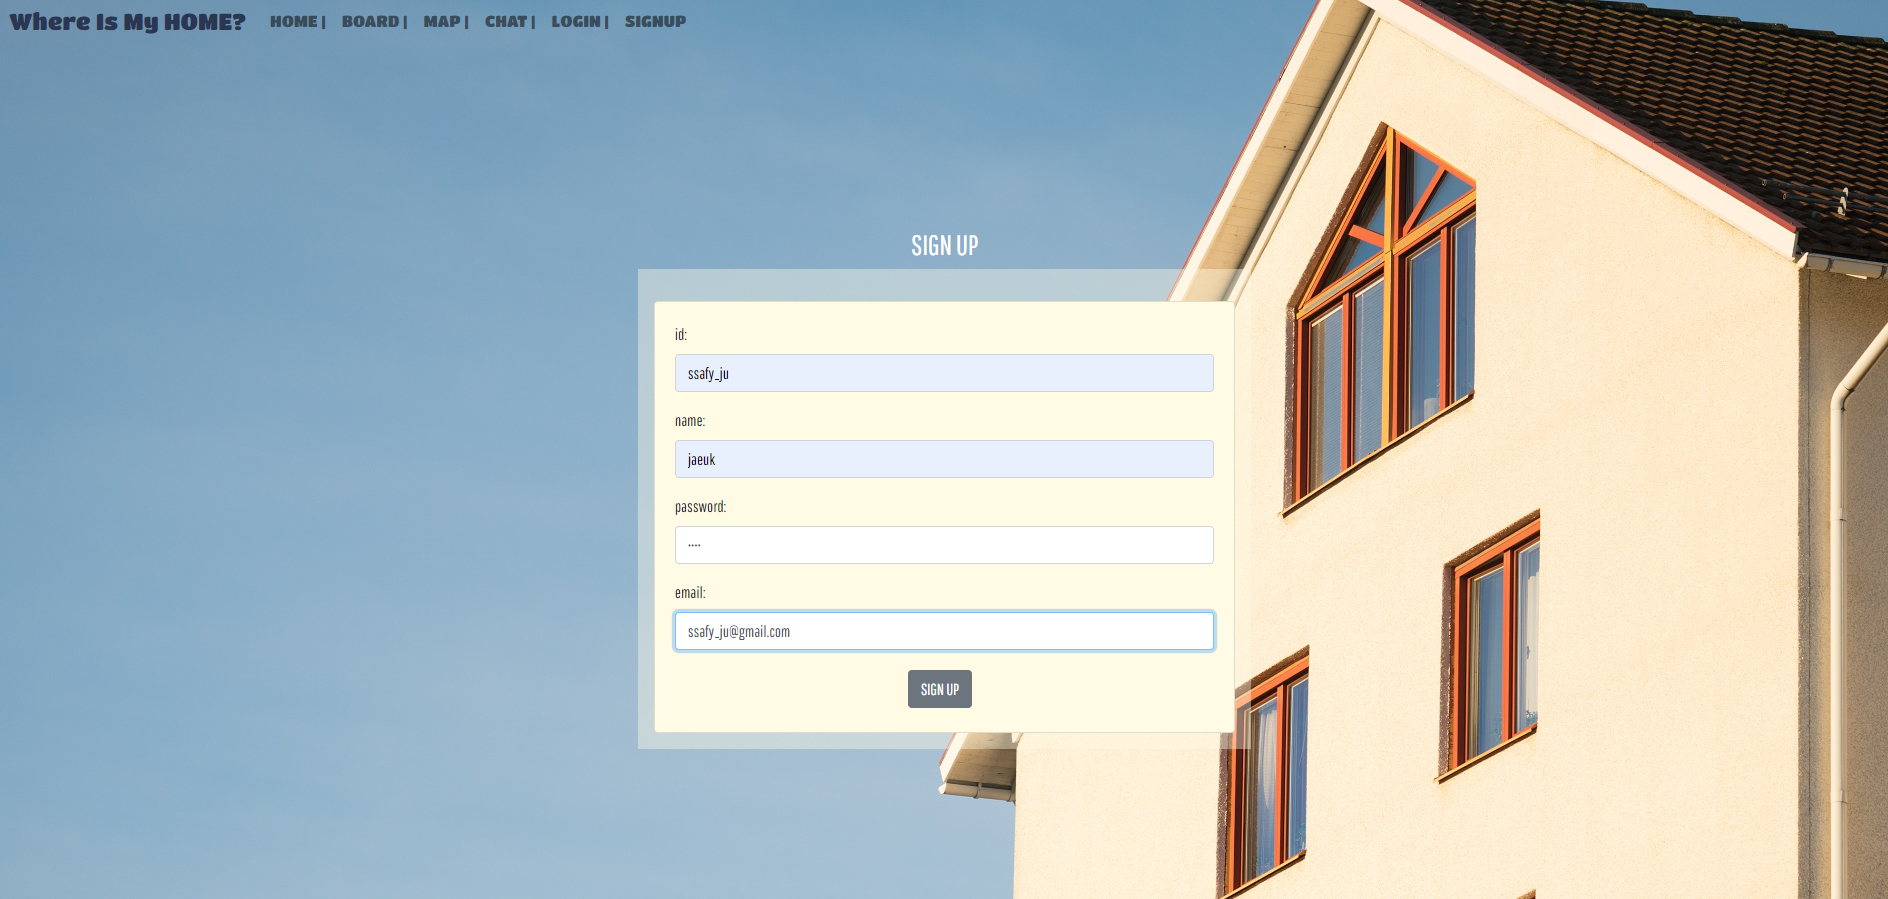 Where Is My HOME? HOME | BOARD | MAP | CHAT | LOGIN | SIGNUP
SIGN UP
id:
ssafy_ju
name:
jaeuk
password:
····
email:
ssafy_ju@gmail.com
SIGN UP